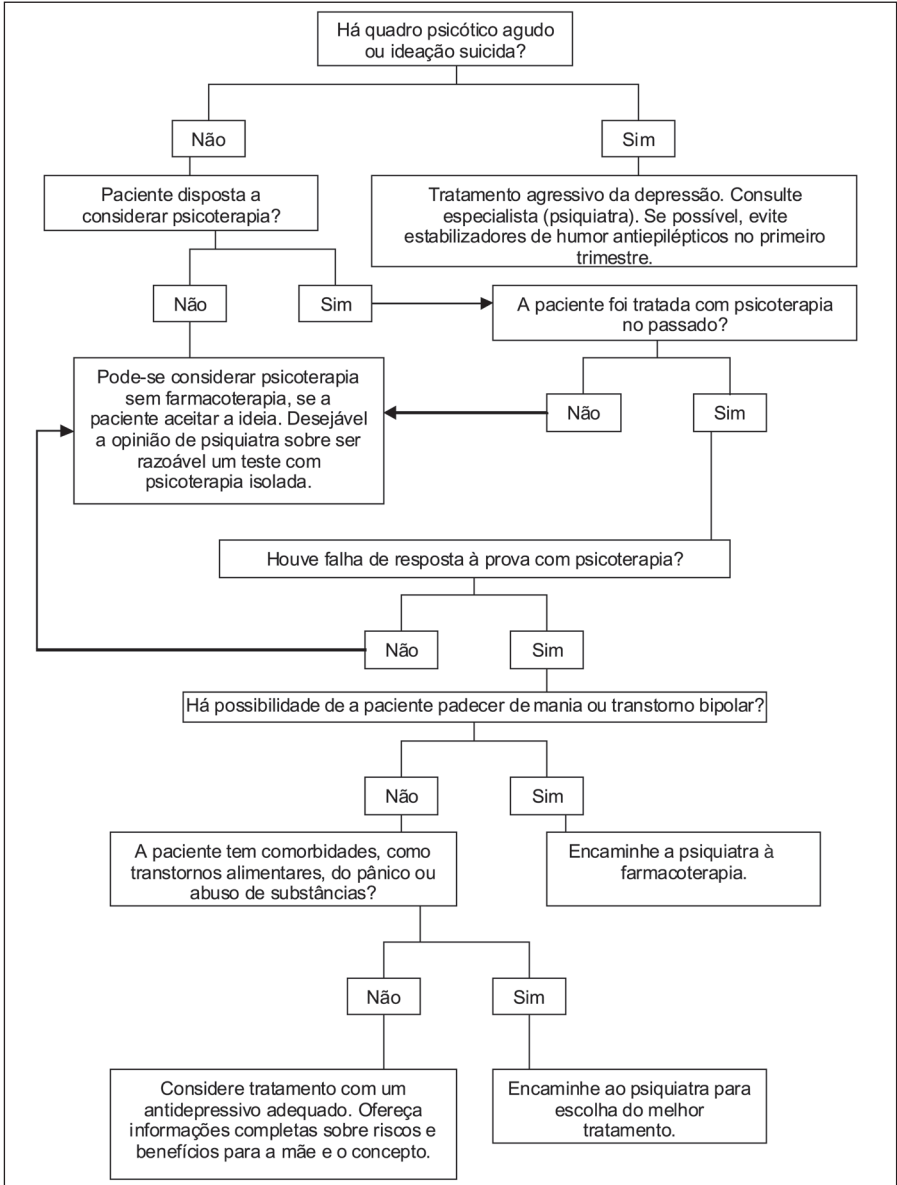 Há quadro psicótico agudo
ou ideação suicida?
Não
Sim
Paciente disposta a
considerar psicoterapia?
Tratamento agressivo da depressão. Consulte
especialista (psiquiatra). Se possível, evite
estabilizadores de humor antiepilépticos no primeiro
trimestre.
Não
Sim
A paciente foi tratada com psicoterapia
no passado?
Pode-se considerar psicoterapia
sem farmacoterapia, se a
paciente aceitar a ideia. Desejável
a opinião de psiquiatra sobre ser
razoável um teste com
psicoterapia isolada.
Não
Sim
Houve falha de resposta à prova com psicoterapia?
Não
Sim
Há possibilidade de a paciente padecer de mania ou transtorno bipolar?
Não
Sim
A paciente tem comorbidades, como
transtornos alimentares, do pânico ou
abuso de substâncias?
Encaminhe a psiquiatra à
farmacoterapia.
Não
Sim
Considere tratamento com um
antidepressivo adequado. Ofereça
informações completas sobre riscos e
benefícios para a mãe e o concepto.
Encaminhe ao psiquiatra para
escolha do melhor
tratamento.